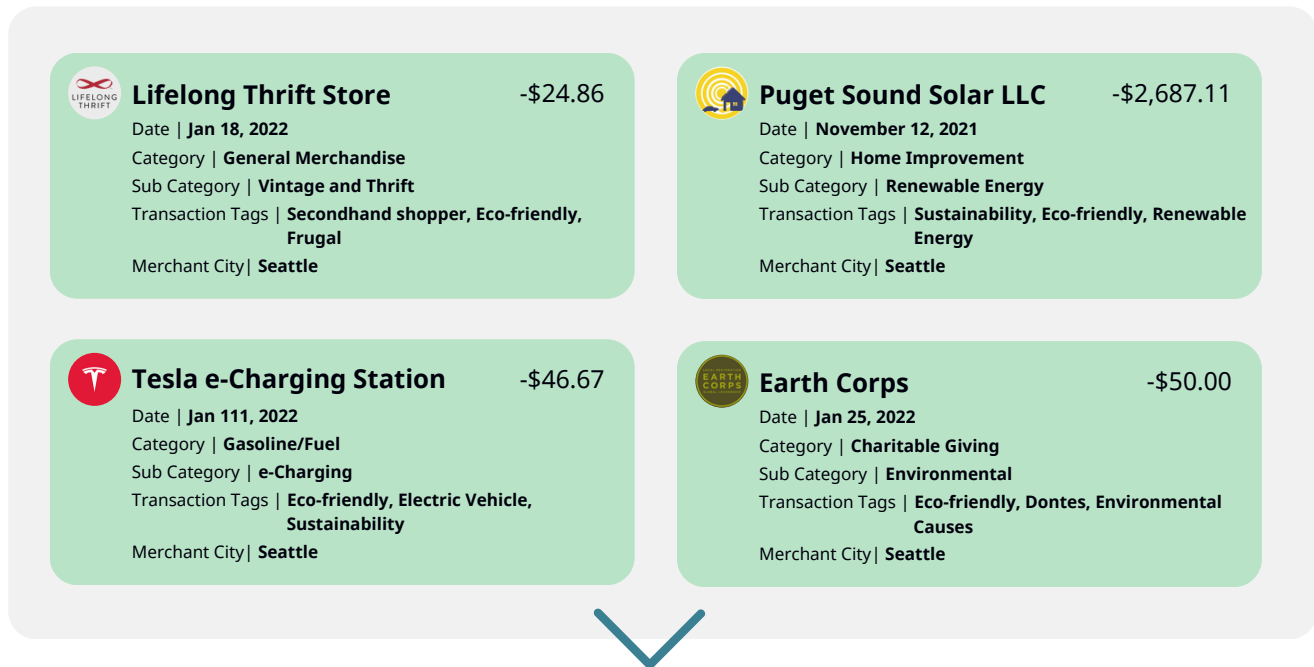 LIFELONG
THRIFT
Lifelong Thrift Store -$24.86
Date | Jan 18, 2022
Category | General Merchandise
Sub Category | Vintage and Thrift
Transaction Tags | Secondhand shopper, Eco-friendly,
Frugal
Merchant City| Seattle
Puget Sound Solar LLC -$2,687.11
Date | November 12, 2021
Category | Home Improvement
Sub Category | Renewable Energy
Transaction Tags | Sustainability, Eco-friendly, Renewable
Energy
Merchant City| Seattle
Tesla e-Charging Station -$46.67
Date | Jan 111, 2022
Category | Gasoline/Fuel
Sub Category | e-Charging
Transaction Tags | Eco-friendly, Electric Vehicle,
Sustainability
Merchant City| Seattle
EARTH
CORPS
Earth Corps -$50.00
Date | Jan 25, 2022
Category | Charitable Giving
Sub Category | Environmental
Transaction Tags | Eco-friendly, Dontes, Environmental
Causes
Merchant City| Seattle